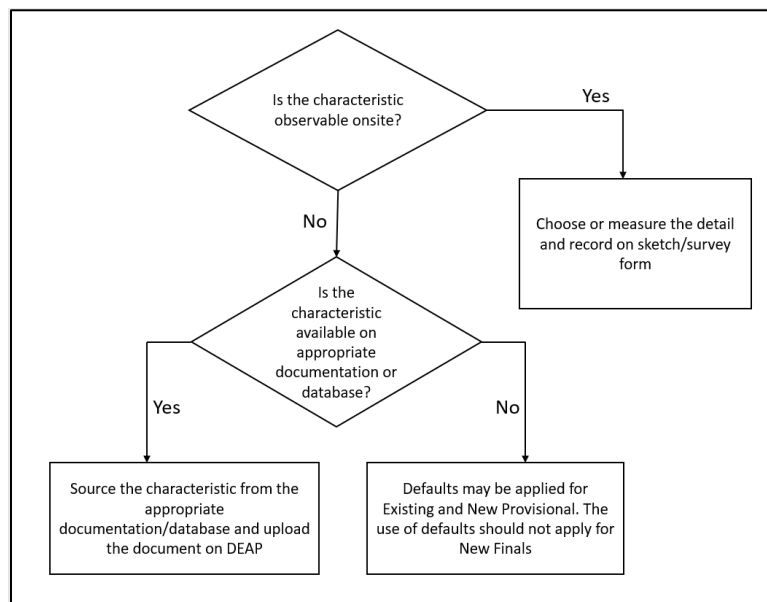 Is the characteristic
observable onsite?
Yes
Choose or measure the detail
and record on sketch/survey
form
No
Is the
characteristic
available on
appropriate
documentation or
database?
Yes
No
Source the characteristic from the
appropriate
documentation/database and upload
the document on DEAP
Defaults may be applied for
Existing and New Provisional. The
use of defaults should not apply for
New Finals